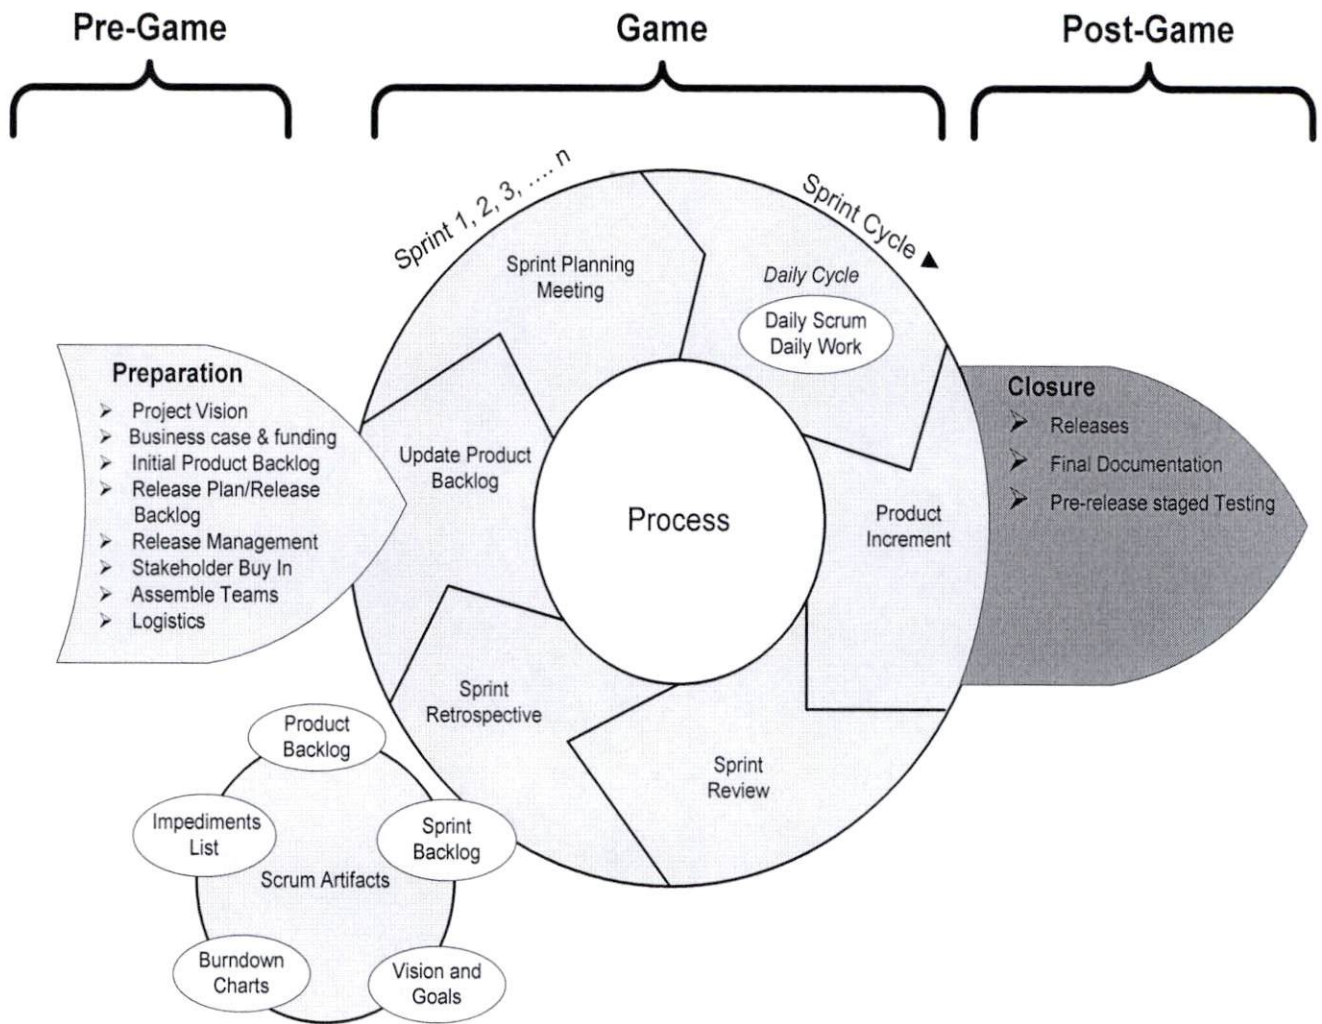 Pre-Game
Game
Post-Game
Sprint 1, 2, 3, .... n
Sprint Cycle ▲
Sprint Planning
Meeting
Daily Cycle
Daily Scrum
Daily Work
Preparation
➢ Project Vision
➢ Business case & funding
➢ Initial Product Backlog
➢ Release Plan/Release
Backlog
➢ Release Management
➢ Stakeholder Buy In
➢ Assemble Teams
➢ Logistics
Update Product
Backlog
Process
Product
Increment
Closure
➢ Releases
➢ Final Documentation
➢ Pre-release staged Testing
Sprint
Retrospective
Sprint
Review
Product
Backlog
Impediments
List
Sprint
Backlog
Scrum Artifacts
Burndown
Charts
Vision and
Goals